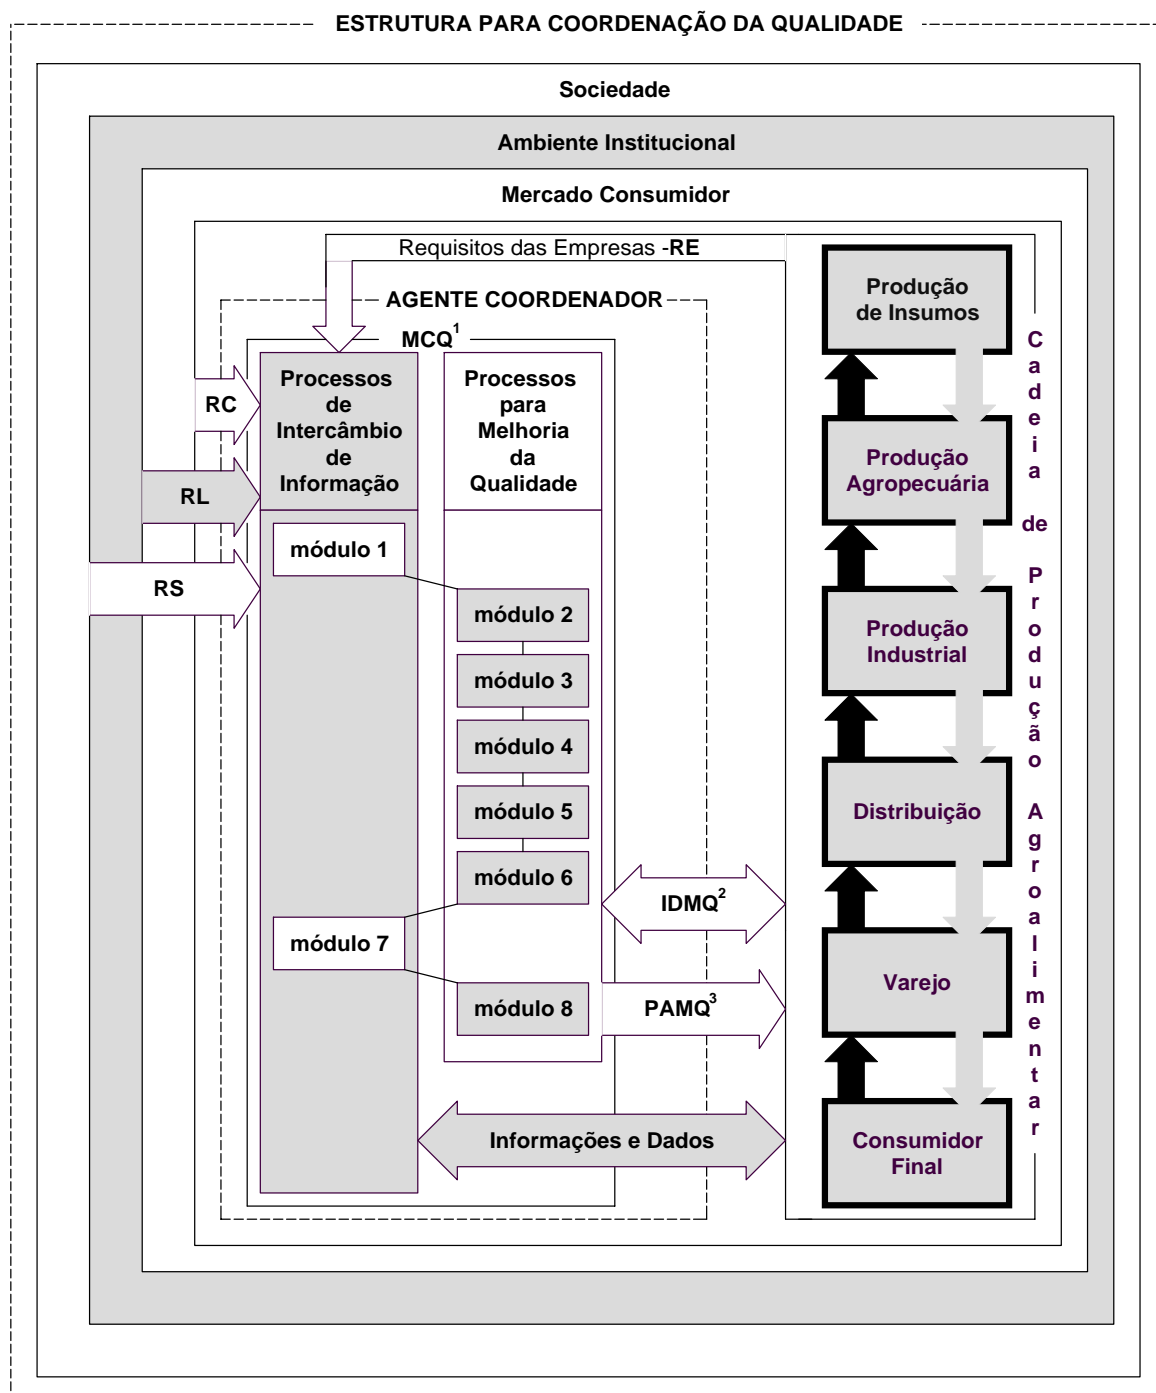 ESTRUTURA PARA COORDENAÇÃO DA QUALIDADE
Sociedade
Ambiente Institucional
Mercado Consumidor
Requisitos das Empresas -RE
AGENTE COORDENADOR
MCQ1
Processos
de
Intercâmbio
de
Informação
Processos
para
Melhoria
da
Qualidade
RC
RL
RS
módulo 1
módulo 2
módulo 3
módulo 4
módulo 5
módulo 6
módulo 7
módulo 8
IDMQ2
PAMQ3
Informações e Dados
Produção
de Insumos
Produção
Agropecuária
Produção
Industrial
Distribuição
Varejo
Consumidor
Final
Cadeia de Produção Agroalimentar